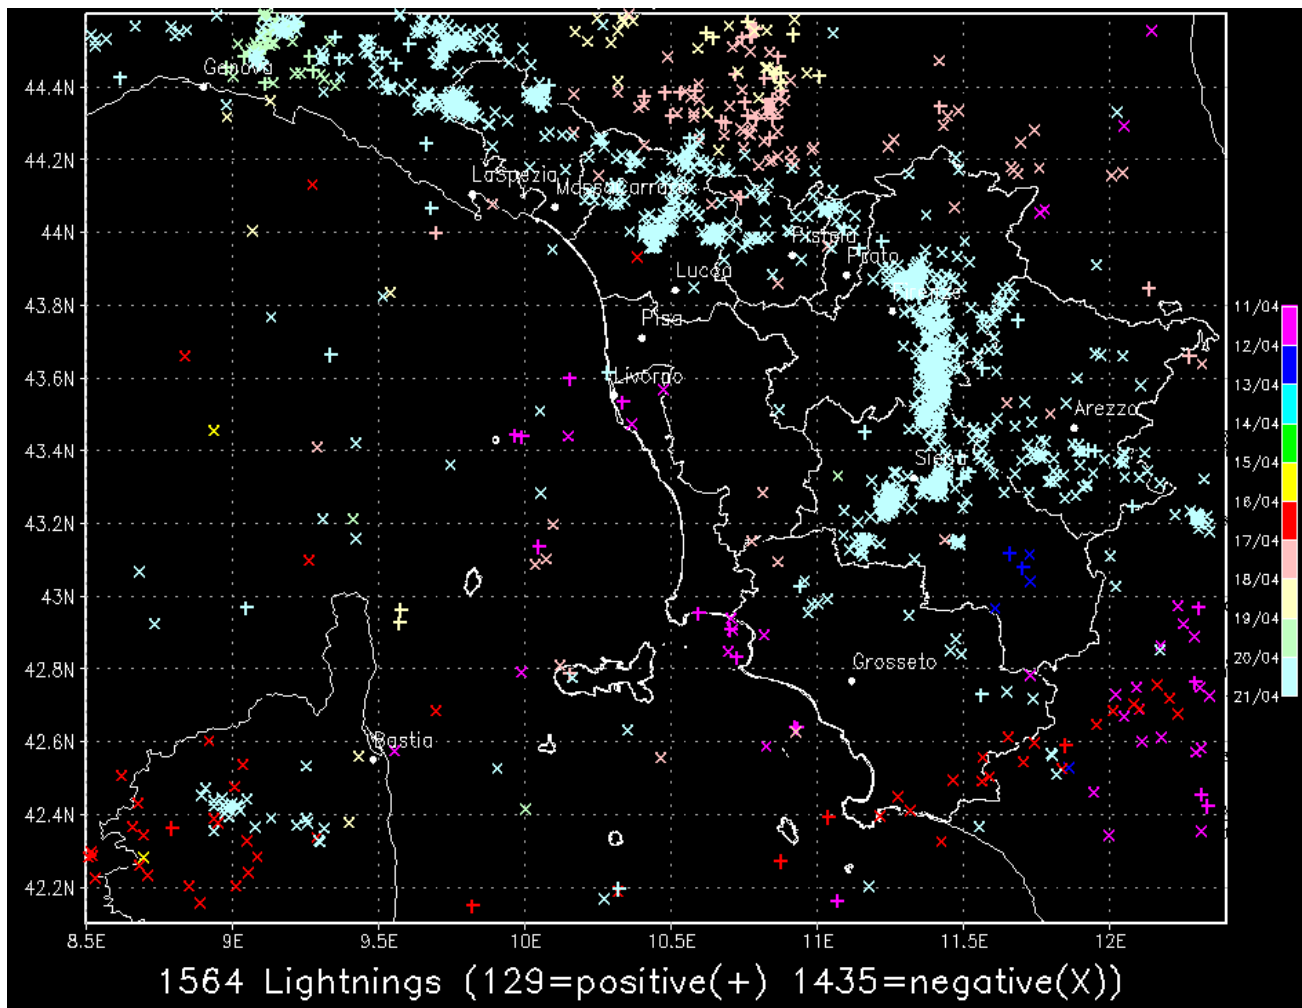 Genova
44.4N
44.2N
LaSpezia
MassaCarrara
44N
Pistoia
Prato
Lucca
43.8N
Firenze
Pisa
11/04
12/04
13/04
14/04
15/04
16/04
17/04
18/04
19/04
20/04
21/04
43.6N
Livorno
Arezzo
43.4N
Siena
43.2N
43N
42.8N
Grosseto
42.6N
Bastia
42.4N
42.2N
8.5E 9E 9.5E 10E 10.5E 11E 11.5E 12E
1564 Lightnings (129=positive(+) 1435=negative(X))